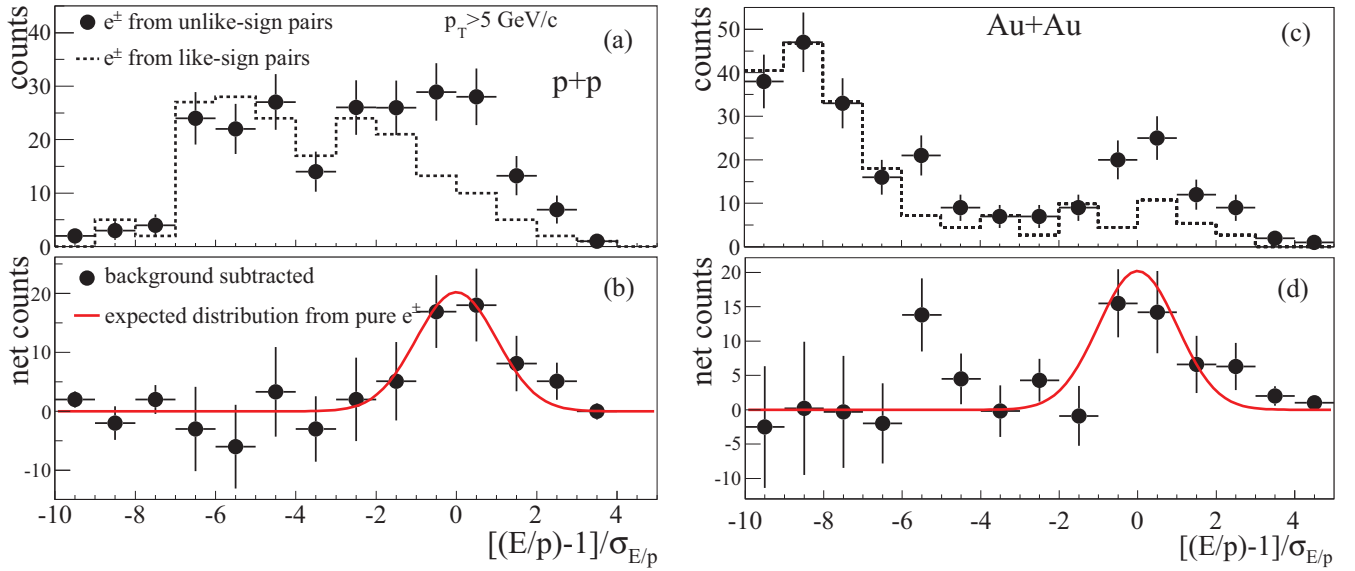 counts
40
30
20
10
0
e± from unlike-sign pairs
e± from like-sign pairs
p_T>5 GeV/c
(a)
p+p
net counts
20
10
0
-10
background subtracted
expected distribution from pure e±
(b)
-10 -8 -6 -4 -2 0 2 4
[(E/p)-1]/σ_E/p
counts
50
40
30
20
10
0
Au+Au
(c)
net counts
20
15
10
5
0
-5
-10
(d)
-10 -8 -6 -4 -2 0 2 4
[(E/p)-1]/σ_E/p